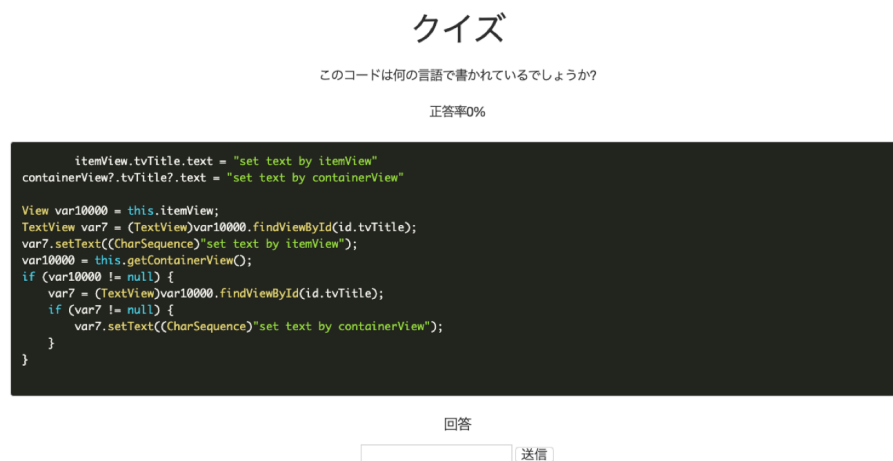 クイズ
このコードは何の言語で書かれているでしょうか?
正答率0%
itemView.tvTitle.text = "set text by itemView"
containerView?.tvTitle?.text = "set text by containerView"
View var10000 = this.itemView;
TextView var7 = (TextView)var10000.findViewById(id.tvTitle);
var7.setText((CharSequence)"set text by itemView");
var10000 = this.getContainerView();
if (var10000 != null) {
    var7 = (TextView)var10000.findViewById(id.tvTitle);
    if (var7 != null) {
        var7.setText((CharSequence)"set text by containerView");
    }
}
回答
送信